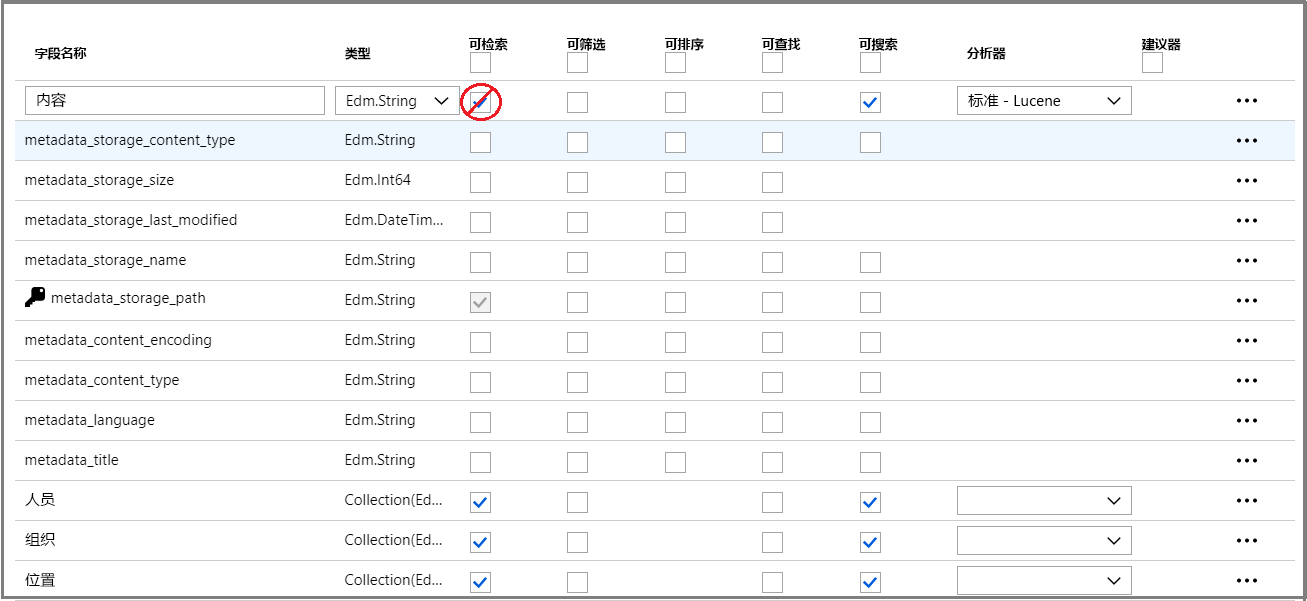 字段名称 类型 可检索 可筛选 可排序 可查找 可搜索 分析器 建议器
内容 Edm.String 标准 - Lucene
metadata_storage_content_type Edm.String
metadata_storage_size Edm.Int64
metadata_storage_last_modified Edm.DateTim...
metadata_storage_name Edm.String
metadata_storage_path Edm.String
metadata_content_encoding Edm.String
metadata_content_type Edm.String
metadata_language Edm.String
metadata_title Edm.String
人员 Collection(Ed...
组织 Collection(Ed...
位置 Collection(Ed...